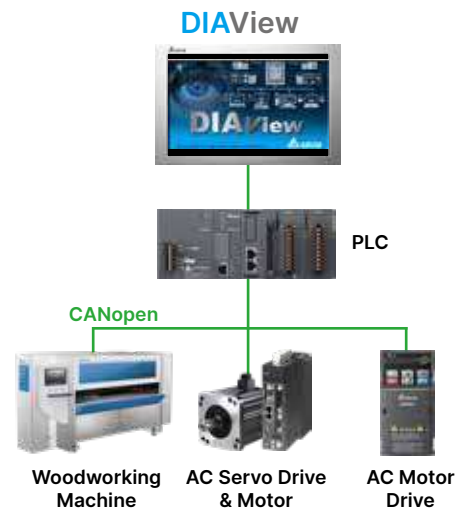 DIAView
DIAView
PLC
CANopen
Woodworking
Machine
AC Servo Drive
& Motor
AC Motor
Drive